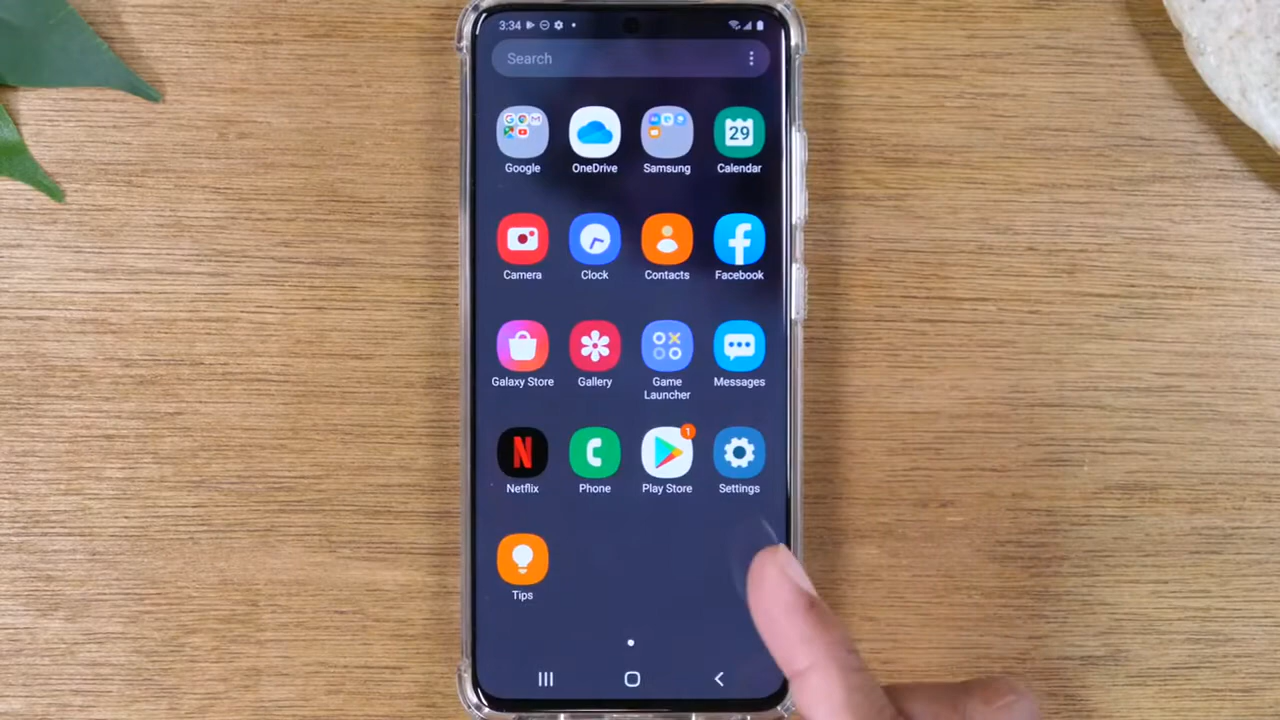 3:34
Search
Google
OneDrive
Samsung
29
Calendar
Camera
Clock
Contacts
Facebook
Galaxy Store
Gallery
Game
Launcher
Messages
N
Netflix
Phone
1
Play Store
Settings
Tips